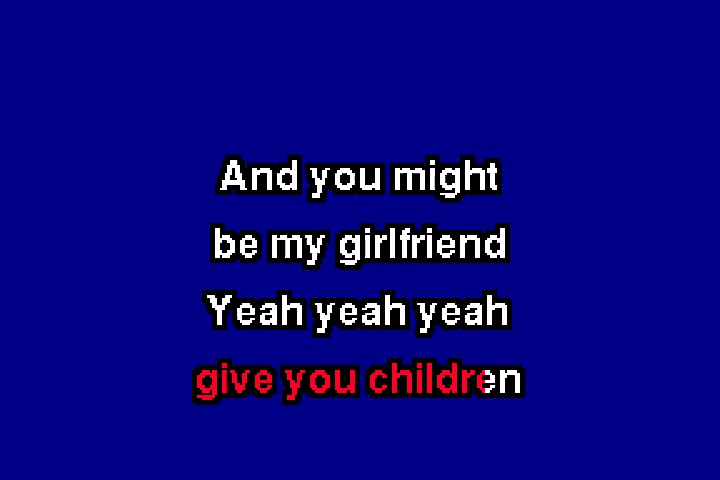 And you might
be my girlfriend
Yeah yeah yeah
give you children